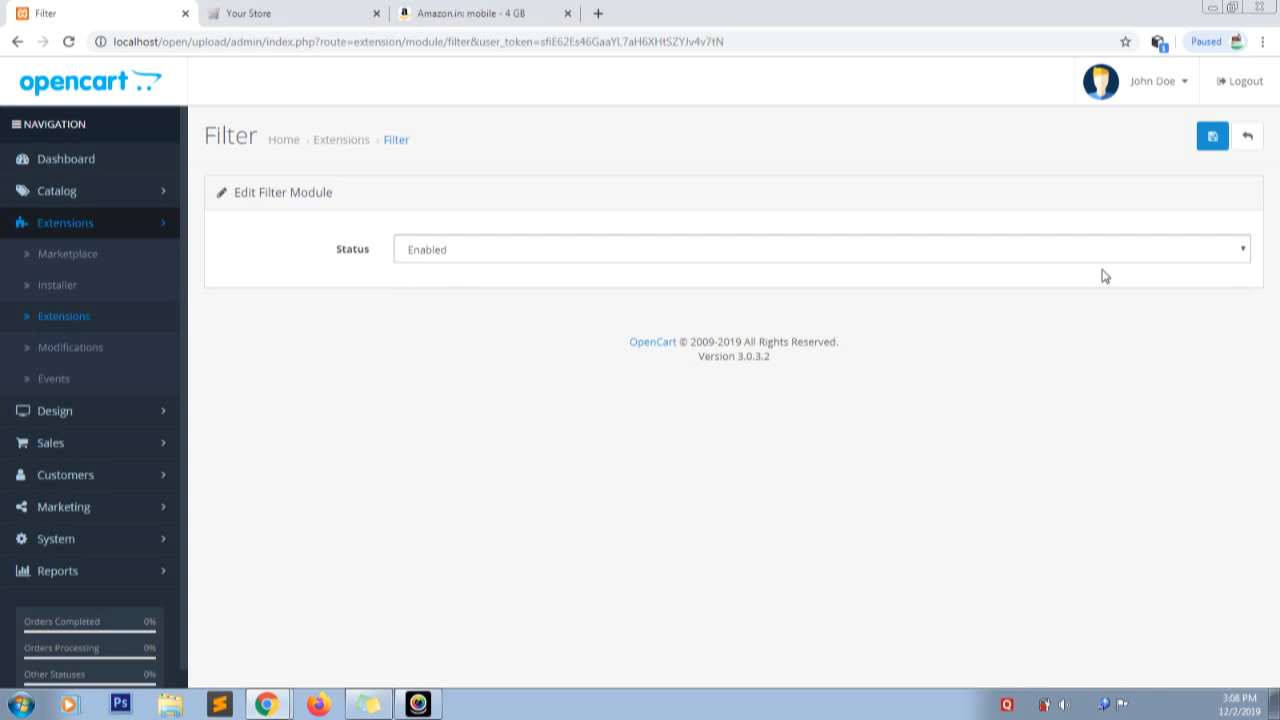 Filter
Your Store
Amazon.in: mobile - 4 GB
localhost/open/upload/admin/index.php?route=extension/module/filter&user_token=sfiE62Es46GaaYL7aH6XHtSZYJv4v7tN
Paused
opencart
John Doe
Logout
NAVIGATION
Filter
Home › Extensions › Filter
Dashboard
Catalog
Edit Filter Module
Extensions
Status
Enabled
Marketplace
Installer
Extensions
Modifications
Events
OpenCart © 2009-2019 All Rights Reserved.
Version 3.0.3.2
Design
Sales
Customers
Marketing
System
Reports
Orders Completed 0%
Orders Processing 0%
Other Statuses 0%
Ps
3:08 PM
12/2/2019